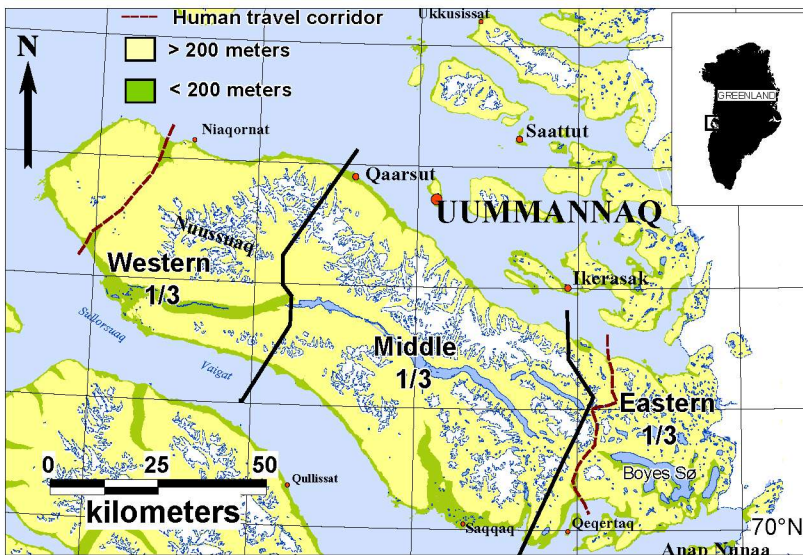 Human travel corridor
> 200 meters
< 200 meters
N
Ukkusissat
GREENLAND
Niaqornat
Saattut
Qaarsut
UUMMANNAQ
Nuussuaq
Western
1/3
Ikerasak
Sullorsuaq
Vaigat
Middle
1/3
Eastern
1/3
0 25 50
kilometers
Qullissat
Boyes Sø
Saqqaq
Qeqertaq
70°N